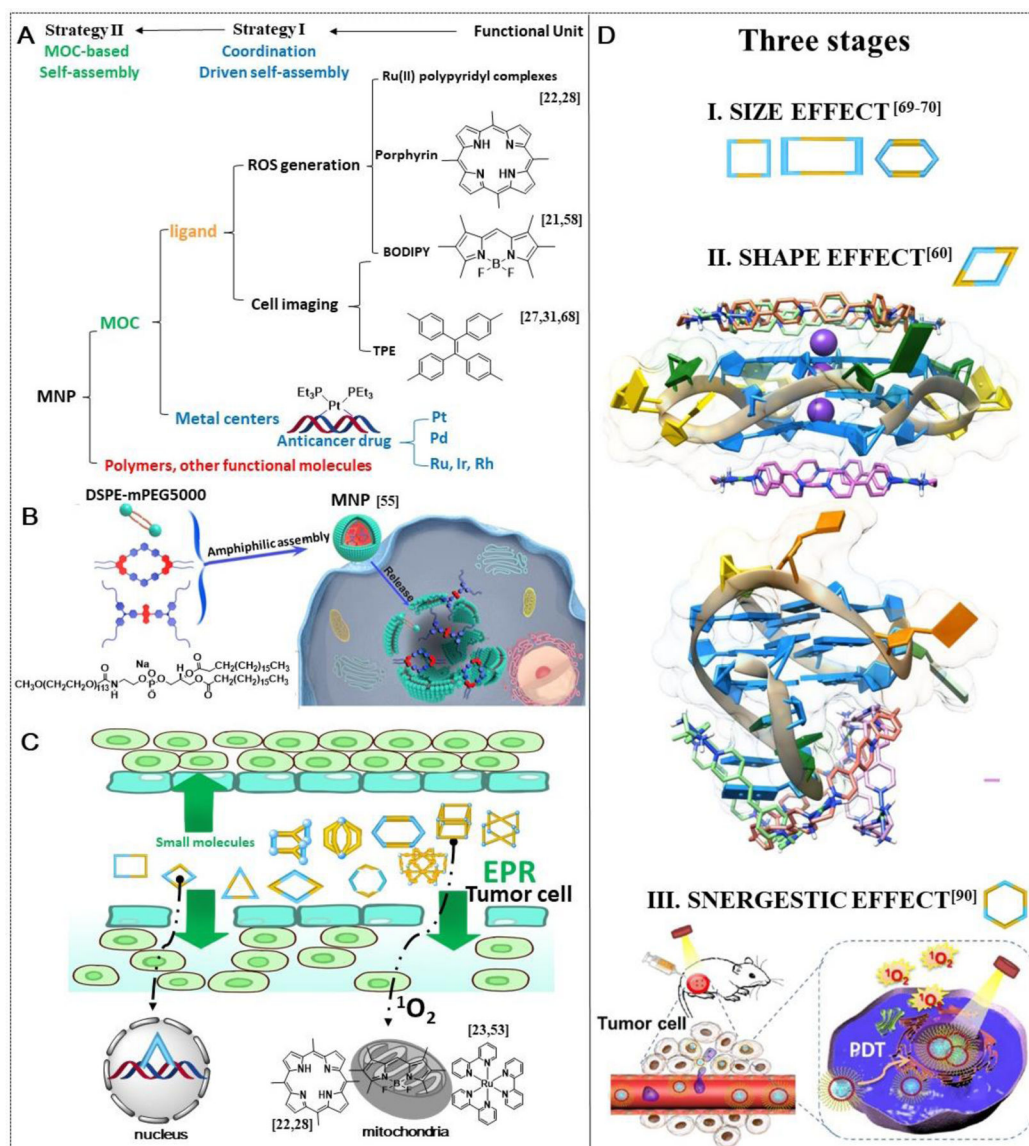 A
Strategy II
Strategy I
Functional Unit
MOC-based
Self-assembly
Coordination
Driven self-assembly
Ru(II) polypyridyl complexes
[22,28]
ROS generation
Porphyrin
NH
N
N
HN
ligand
[21,58]
BODIPY
N
N
B
F
F
MOC
Cell imaging
[27,31,68]
TPE
MNP
Et₃P
PEt₃
Pt
Metal centers
Anticancer drug
Pt
Pd
Ru, Ir, Rh
Polymers, other functional molecules
B
DSPE-mPEG5000
MNP [55]
Amphiphilic assembly
Release
Na
CH₃O(CH₂CH₂O)₁₁₃
O
N
H
O
O
P
O
O
H
O
O
CH₂(CH₂)₁₅CH₃
O
CH₂(CH₂)₁₅CH₃
O
C
Small molecules
EPR
Tumor cell
¹O₂
[23,53]
NH
N
N
HN
N
N
B
F
F
N
N
N
Ru
N
N
N
[22,28]
nucleus
mitochondria
D
Three stages
I. SIZE EFFECT[69-70]
II. SHAPE EFFECT[60]
III. SNERGESTIC EFFECT[90]
Tumor cell
¹O₂
¹O₂
¹O₂
PDT